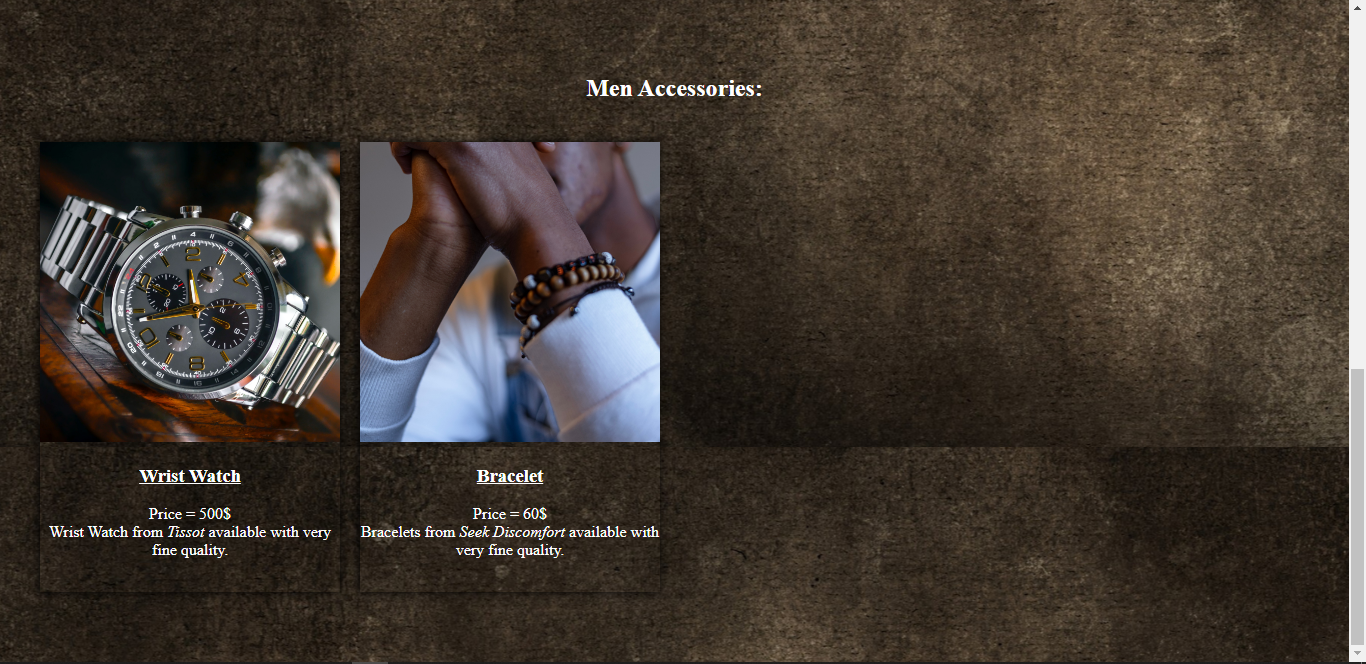 Men Accessories:
Wrist Watch
Price = 500$
Wrist Watch from Tissot available with very
fine quality.
Bracelet
Price = 60$
Bracelets from Seek Discomfort available with
very fine quality.